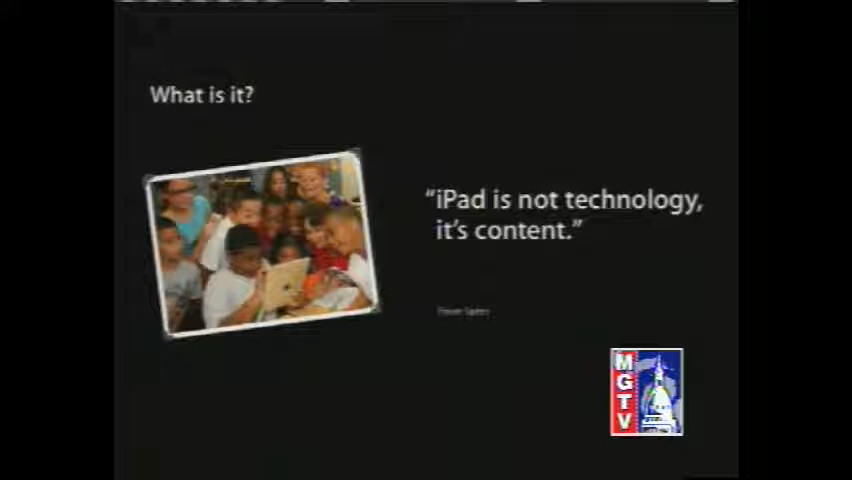 What is it?
“iPad is not technology,
it's content.”
MGTV